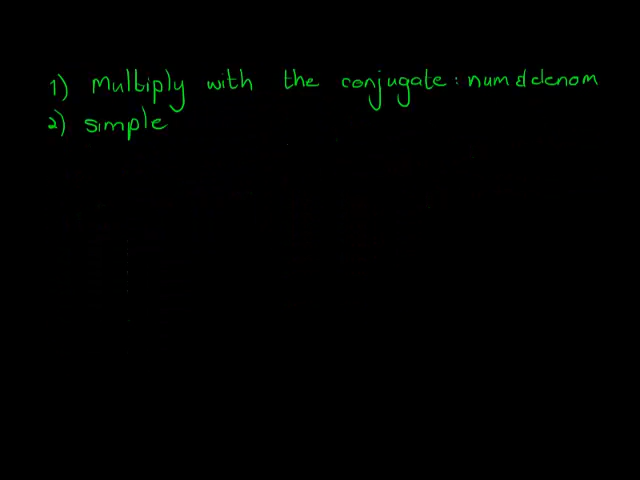 1) Multiply with the conjugate: num & denom
2) simple